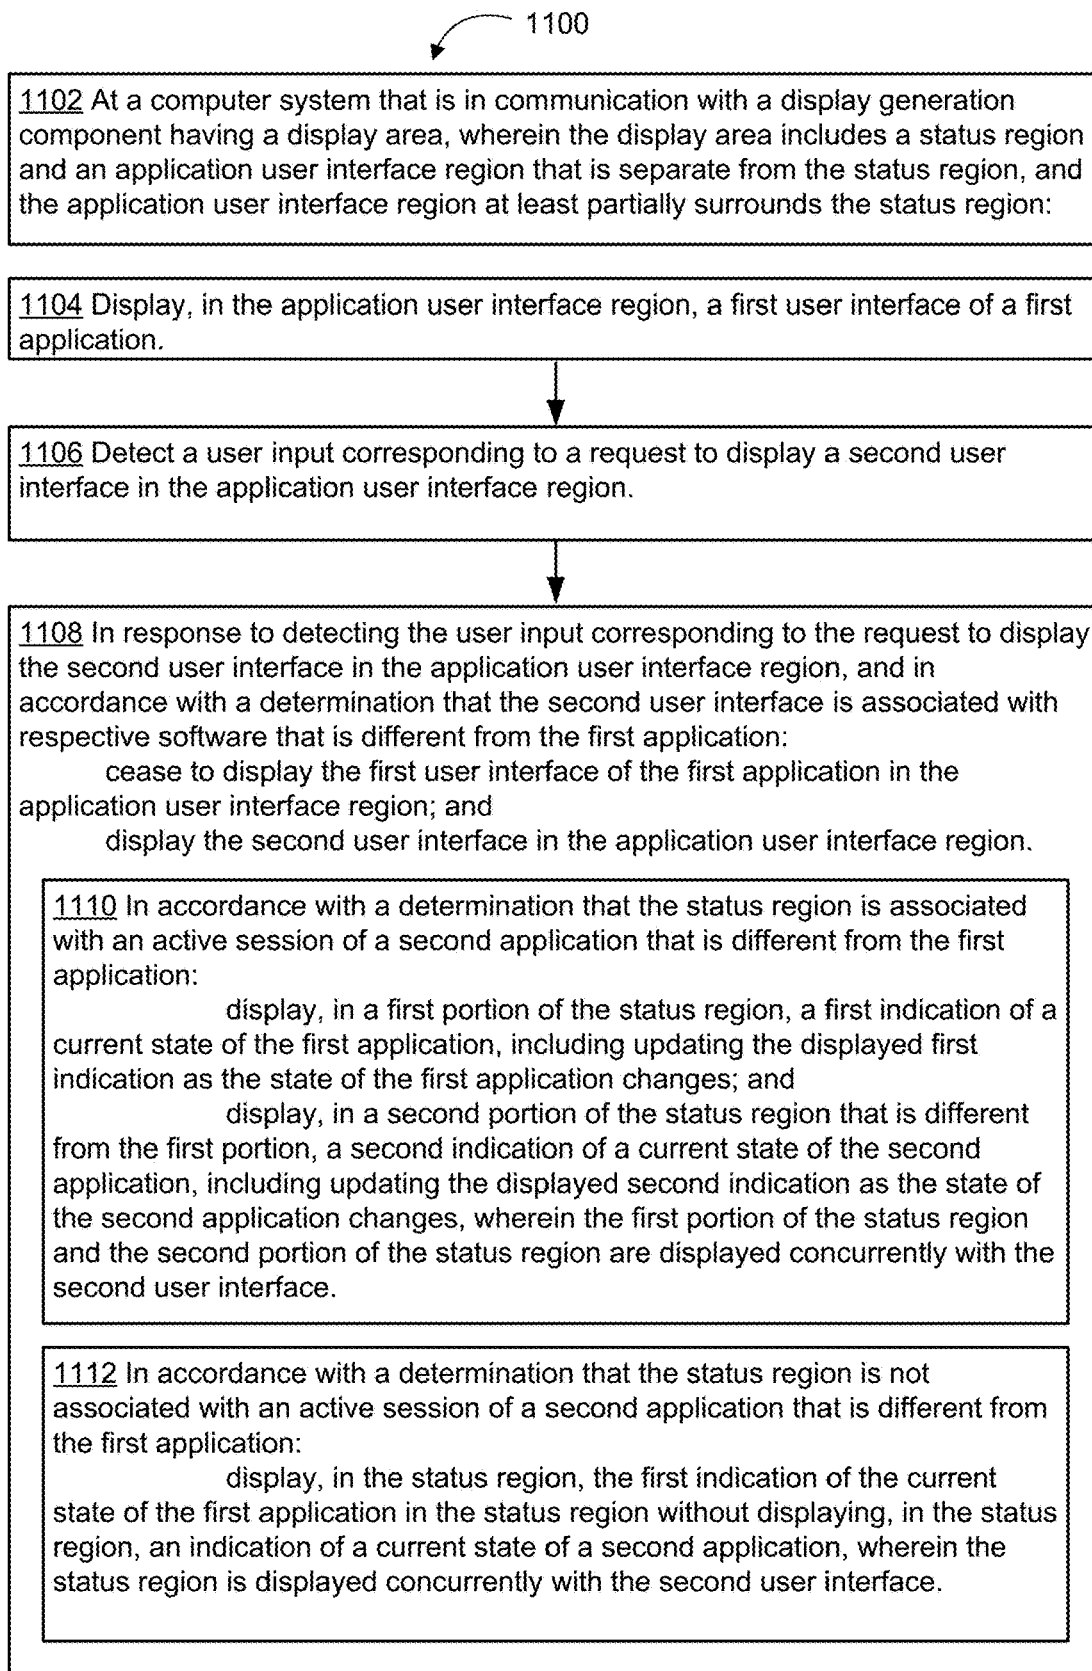 1100
1102 At a computer system that is in communication with a display generation
component having a display area, wherein the display area includes a status region
and an application user interface region that is separate from the status region, and
the application user interface region at least partially surrounds the status region:
1104 Display, in the application user interface region, a first user interface of a first
application.
1106 Detect a user input corresponding to a request to display a second user
interface in the application user interface region.
1108 In response to detecting the user input corresponding to the request to display
the second user interface in the application user interface region, and in
accordance with a determination that the second user interface is associated with
respective software that is different from the first application:
cease to display the first user interface of the first application in the
application user interface region; and
display the second user interface in the application user interface region.
1110 In accordance with a determination that the status region is associated
with an active session of a second application that is different from the first
application:
display, in a first portion of the status region, a first indication of a
current state of the first application, including updating the displayed first
indication as the state of the first application changes; and
display, in a second portion of the status region that is different
from the first portion, a second indication of a current state of the second
application, including updating the displayed second indication as the state of
the second application changes, wherein the first portion of the status region
and the second portion of the status region are displayed concurrently with the
second user interface.
1112 In accordance with a determination that the status region is not
associated with an active session of a second application that is different from
the first application:
display, in the status region, the first indication of the current
state of the first application in the status region without displaying, in the status
region, an indication of a current state of a second application, wherein the
status region is displayed concurrently with the second user interface.